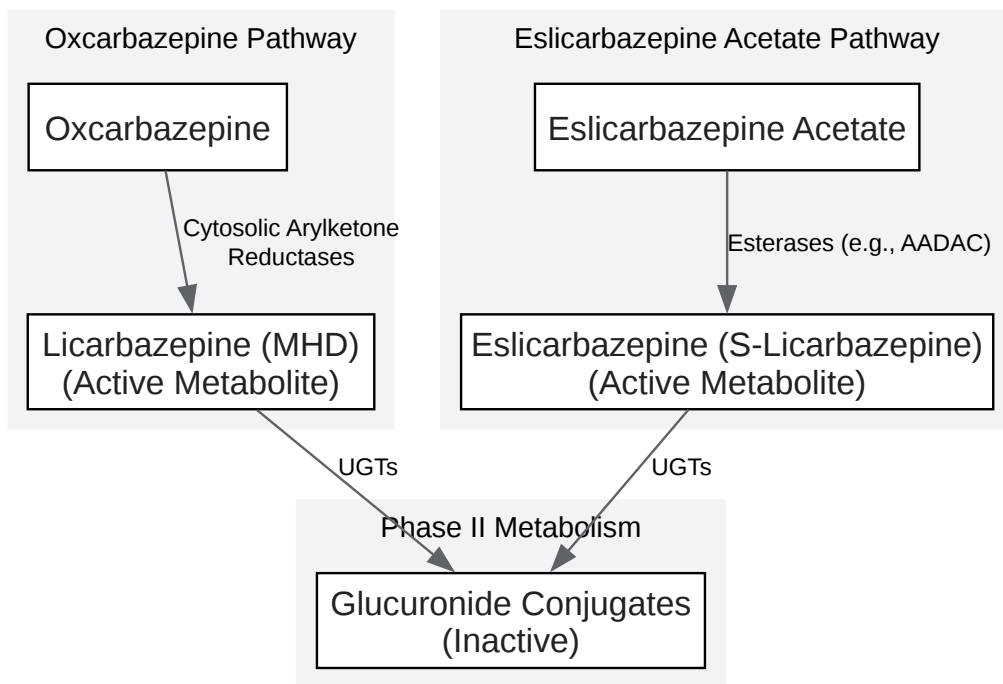 Oxcarbazepine Pathway
Eslicarbazepine Acetate Pathway
Oxcarbazepine
Eslicarbazepine Acetate
Cytosolic Arylketone
Reductases
Esterases (e.g., AADAC)
Licarbazepine (MHD)
(Active Metabolite)
Eslicarbazepine (S-Licarbazepine)
(Active Metabolite)
UGTs
UGTs
Phase II Metabolism
Glucuronide Conjugates
(Inactive)